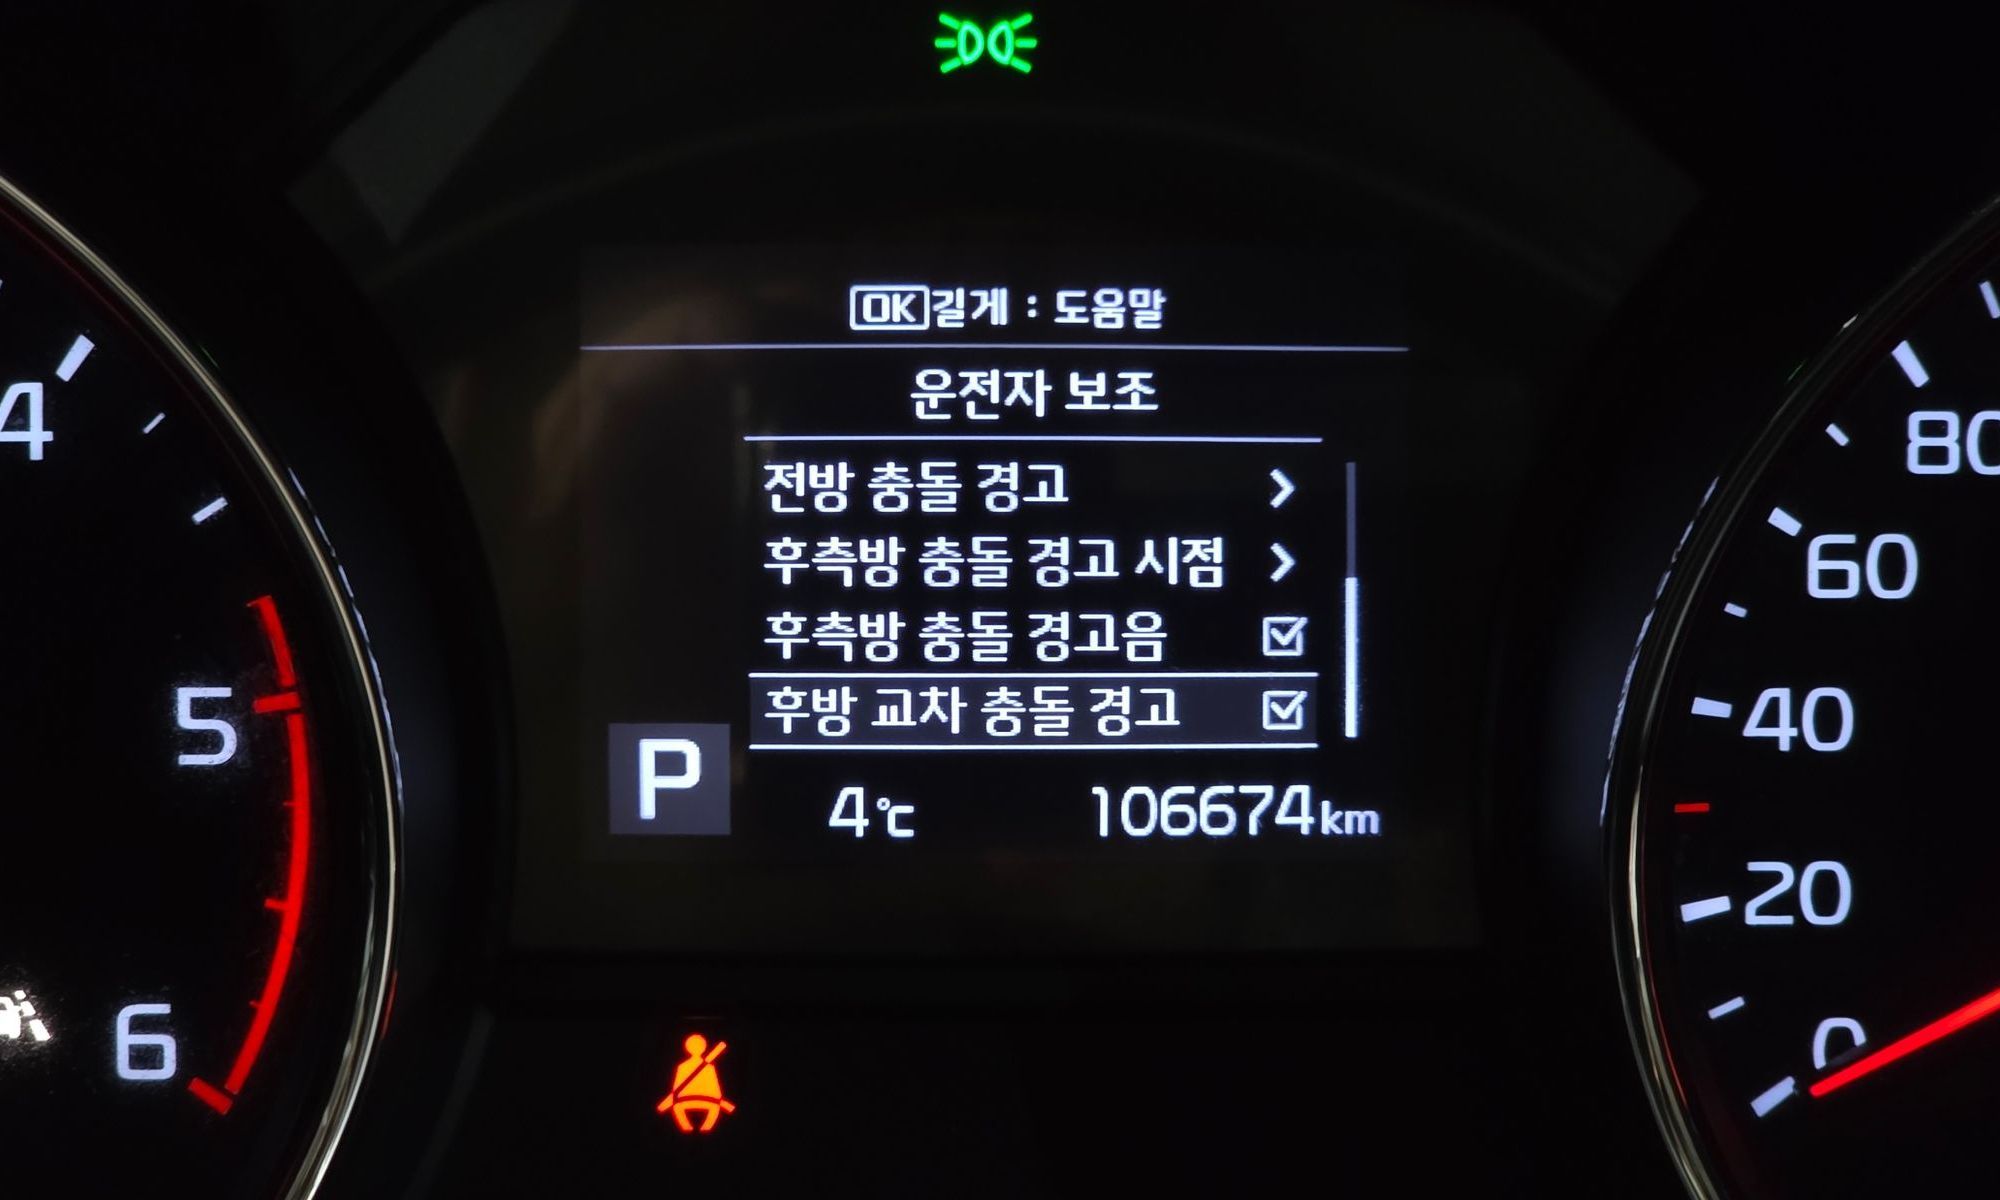 OK길게 : 도움말
운전자 보조
전방 충돌 경고
후측방 충돌 경고 시점
후측방 충돌 경고음
후방 교차 충돌 경고
P
4℃ 106674km
4
5
6
80
60
40
20
0